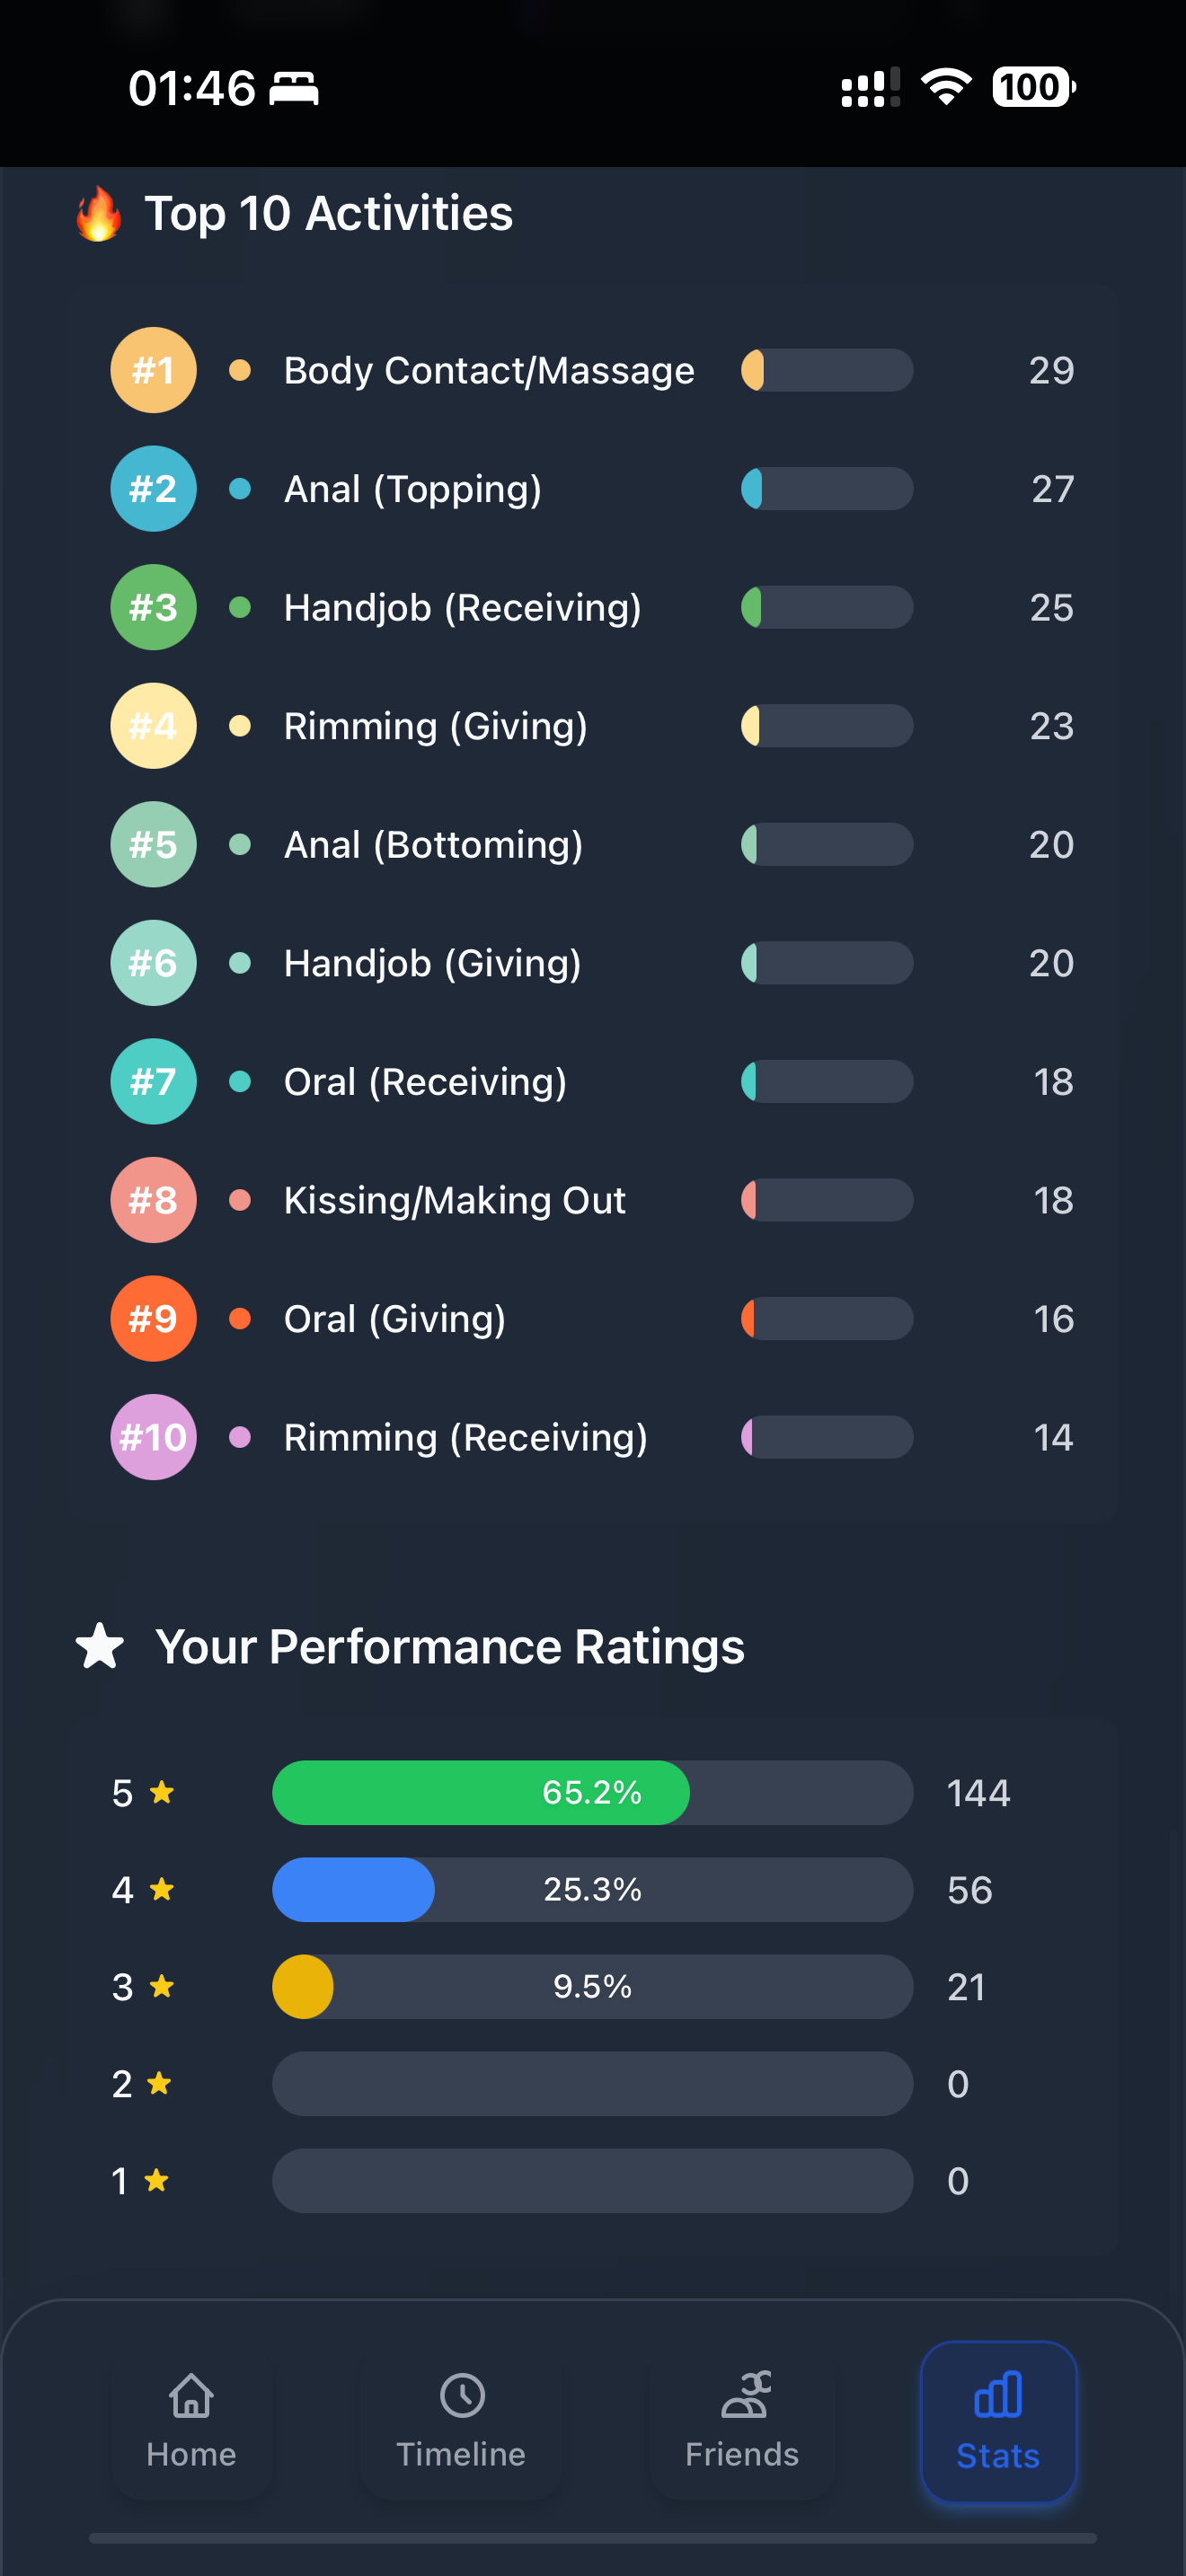 01:46
100
Top 10 Activities
#1 Body Contact/Massage 29
#2 Anal (Topping) 27
#3 Handjob (Receiving) 25
#4 Rimming (Giving) 23
#5 Anal (Bottoming) 20
#6 Handjob (Giving) 20
#7 Oral (Receiving) 18
#8 Kissing/Making Out 18
#9 Oral (Giving) 16
#10 Rimming (Receiving) 14
Your Performance Ratings
5 65.2% 144
4 25.3% 56
3 9.5% 21
2 0
1 0
Home Timeline Friends Stats